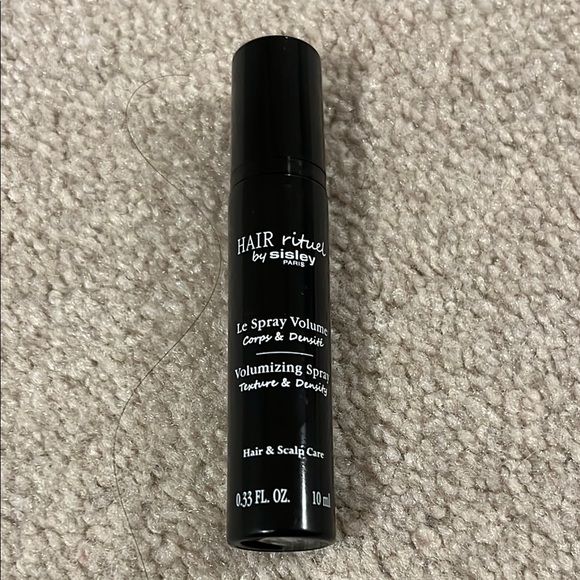 HAIR rituel
by sisley
PARIS
Le Spray Volume
Corps & Densité
Volumizing Spray
Texture & Density
Hair & Scalp Care
0.33 FL. OZ. 10 ml